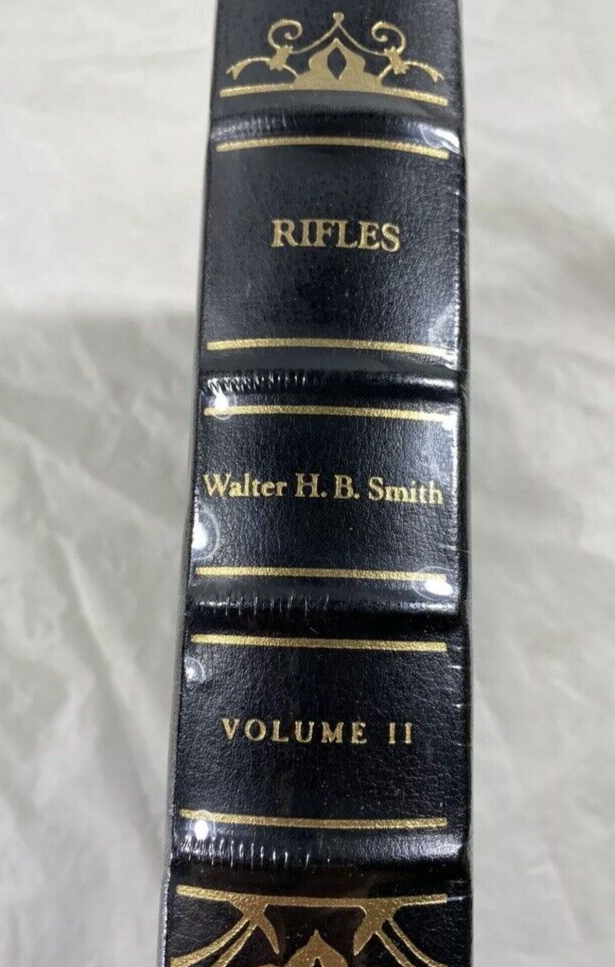 RIFLES
Walter H. B. Smith
VOLUME II